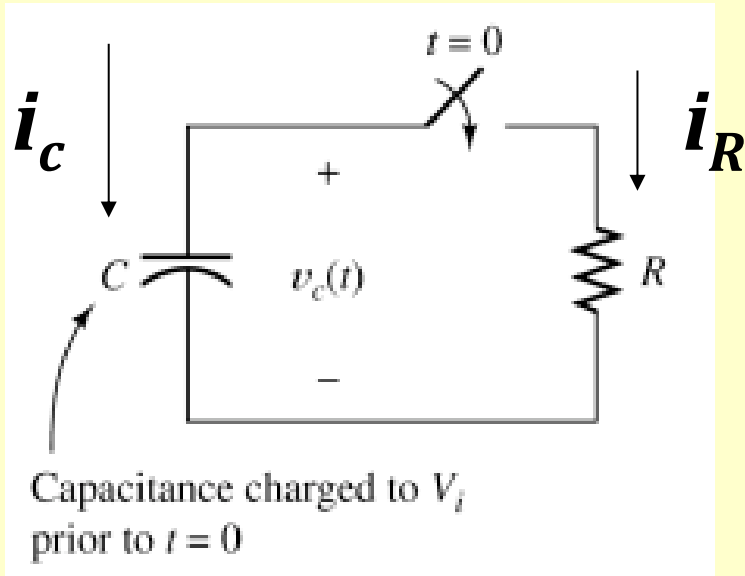 t = 0
i_c
i_R
+
C
v_c(t)
R
−
Capacitance charged to V_i
prior to t = 0